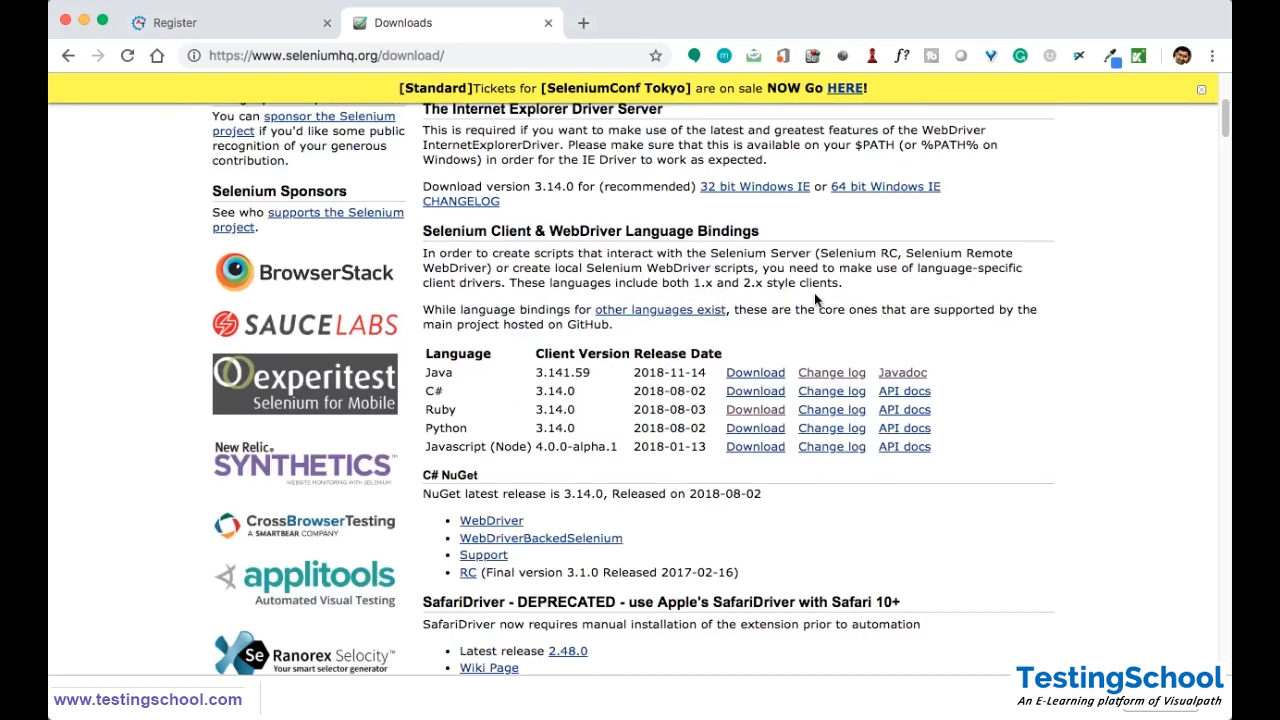 Register
Downloads
https://www.seleniumhq.org/download/
[Standard]Tickets for [SeleniumConf Tokyo] are on sale NOW Go HERE!
You can sponsor the Selenium
project if you'd like some public
recognition of your generous
contribution.
Selenium Sponsors
See who supports the Selenium
project.
BrowserStack
SAUCELABS
experitest
Selenium for Mobile
New Relic.
SYNTHETICS™
WEBSITE MONITORING WITH SELENIUM
CrossBrowserTesting
A SMARTBEAR COMPANY
applitools
Automated Visual Testing
Se Ranorex Selocity™
Your smart selector generator
The Internet Explorer Driver Server
This is required if you want to make use of the latest and greatest features of the WebDriver
InternetExplorerDriver. Please make sure that this is available on your $PATH (or %PATH% on
Windows) in order for the IE Driver to work as expected.
Download version 3.14.0 for (recommended) 32 bit Windows IE or 64 bit Windows IE
CHANGELOG
Selenium Client & WebDriver Language Bindings
In order to create scripts that interact with the Selenium Server (Selenium RC, Selenium Remote
WebDriver) or create local Selenium WebDriver scripts, you need to make use of language-specific
client drivers. These languages include both 1.x and 2.x style clients.
While language bindings for other languages exist, these are the core ones that are supported by the
main project hosted on GitHub.
Language Client Version Release Date
Java 3.141.59 2018-11-14 Download Change log Javadoc
C# 3.14.0 2018-08-02 Download Change log API docs
Ruby 3.14.0 2018-08-03 Download Change log API docs
Python 3.14.0 2018-08-02 Download Change log API docs
Javascript (Node) 4.0.0-alpha.1 2018-01-13 Download Change log API docs
C# NuGet
NuGet latest release is 3.14.0, Released on 2018-08-02
• WebDriver
• WebDriverBackedSelenium
• Support
• RC (Final version 3.1.0 Released 2017-02-16)
SafariDriver - DEPRECATED - use Apple's SafariDriver with Safari 10+
SafariDriver now requires manual installation of the extension prior to automation
• Latest release 2.48.0
• Wiki Page
www.testingschool.com
TestingSchool
An E-Learning platform of Visualpath